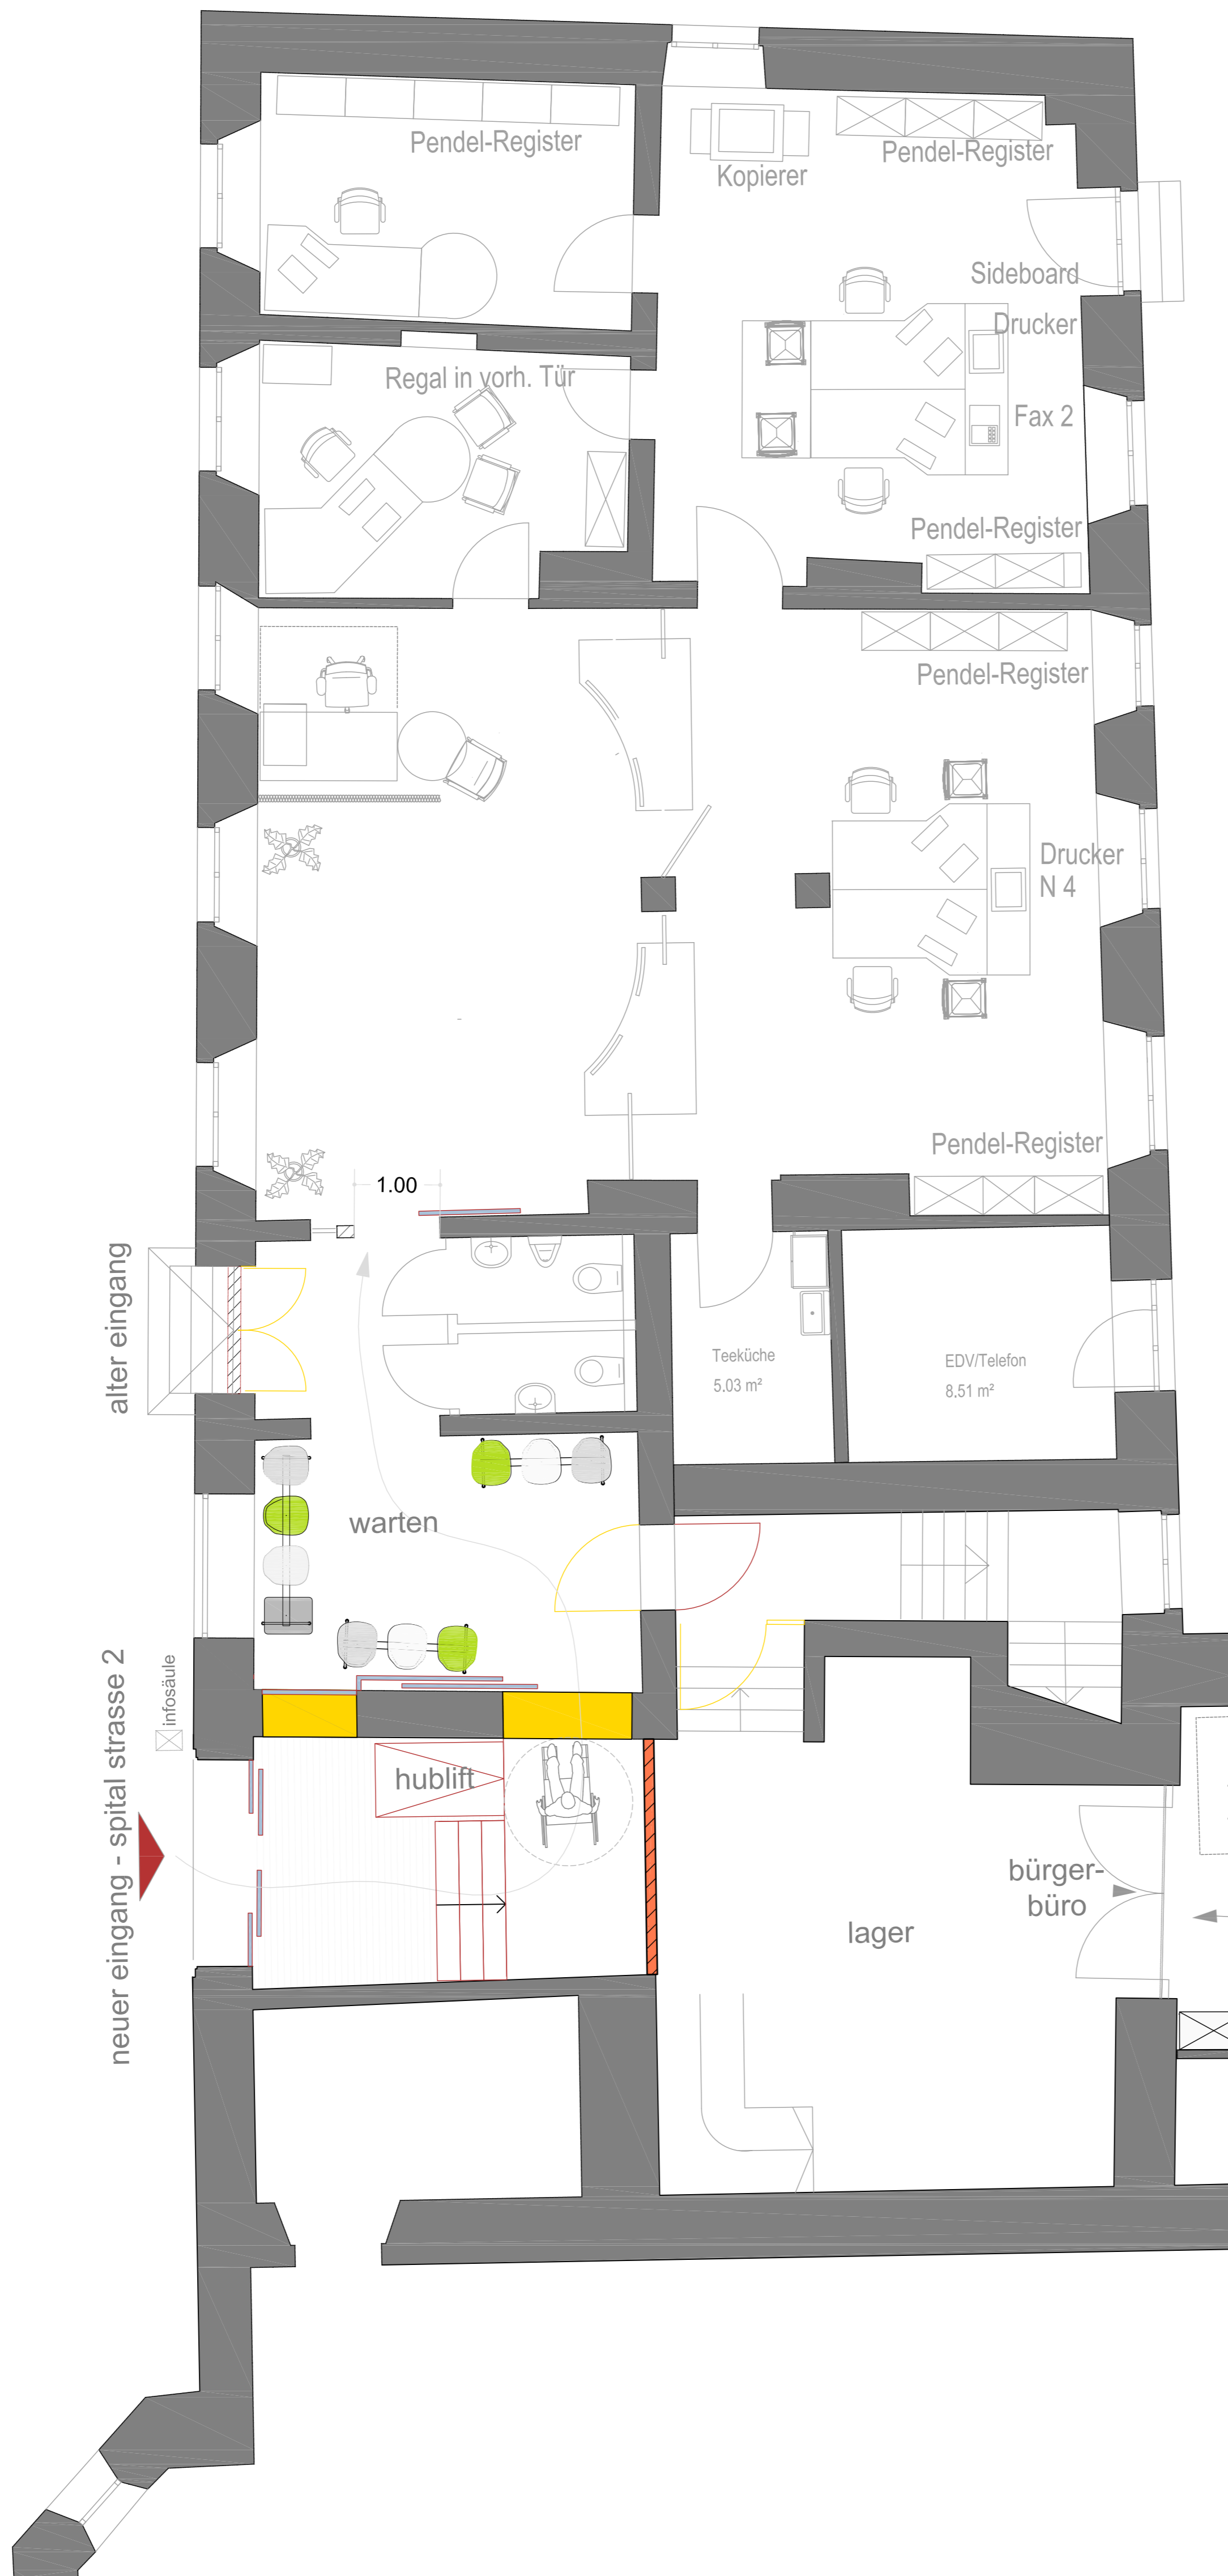 Pendel-Register
Pendel-Register
Kopierer
Sideboard
Drucker
Regal in vorh. Tür
Fax 2
Pendel-Register
Pendel-Register
Drucker
N 4
Pendel-Register
1.00
alter eingang
Teeküche
5.03 m²
EDV/Telefon
8.51 m²
warten
infosäule
neuer eingang - spital strasse 2
hublift
bürger-
büro
lager